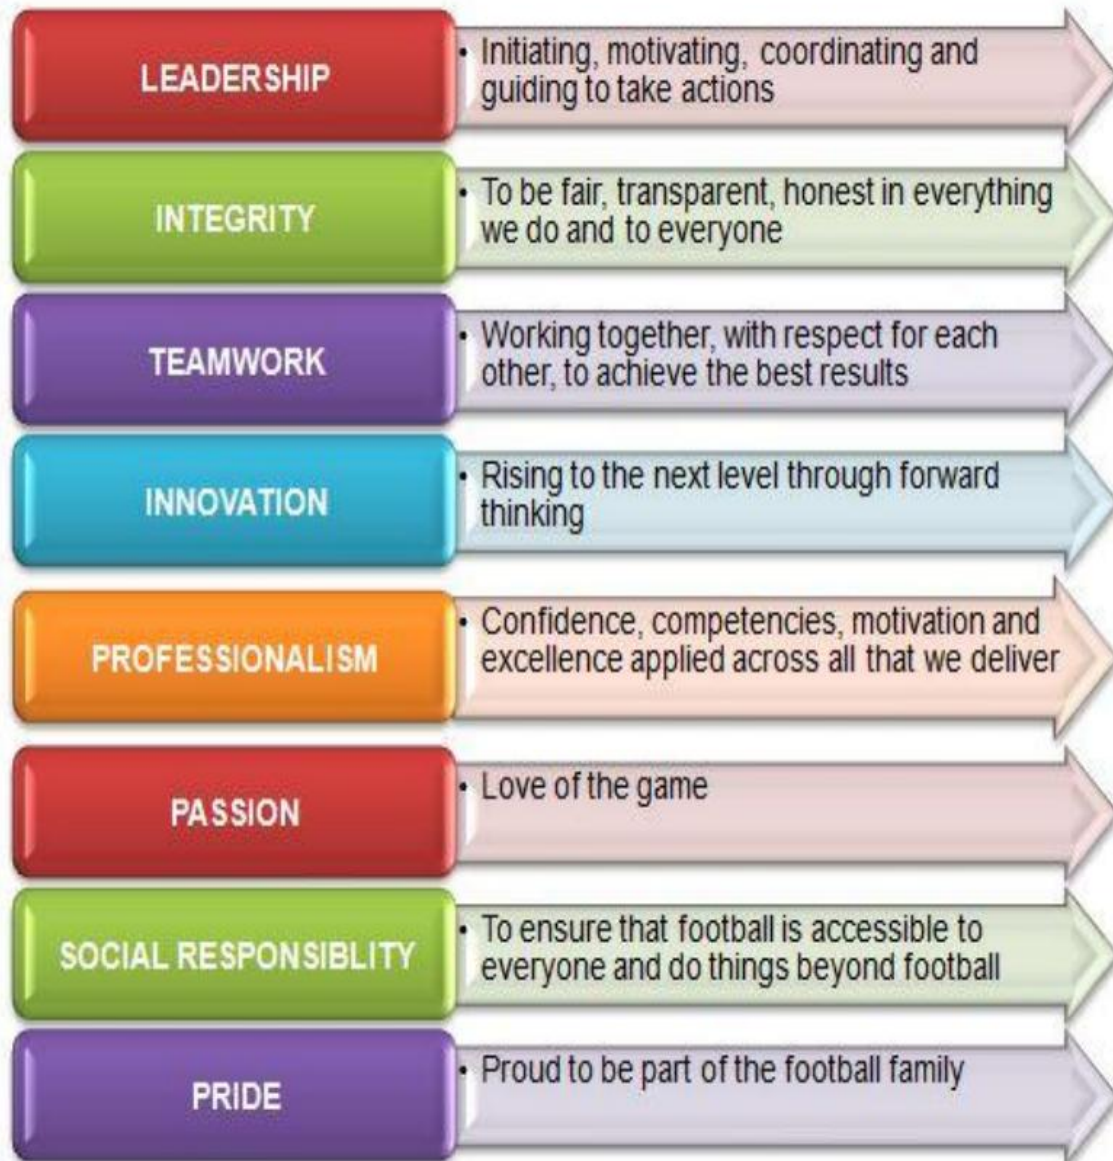 LEADERSHIP
• Initiating, motivating, coordinating and
guiding to take actions
INTEGRITY
• To be fair, transparent, honest in everything
we do and to everyone
TEAMWORK
• Working together, with respect for each
other, to achieve the best results
INNOVATION
• Rising to the next level through forward
thinking
PROFESSIONALISM
• Confidence, competencies, motivation and
excellence applied across all that we deliver
PASSION
• Love of the game
SOCIAL RESPONSIBLITY
• To ensure that football is accessible to
everyone and do things beyond football
PRIDE
• Proud to be part of the football family